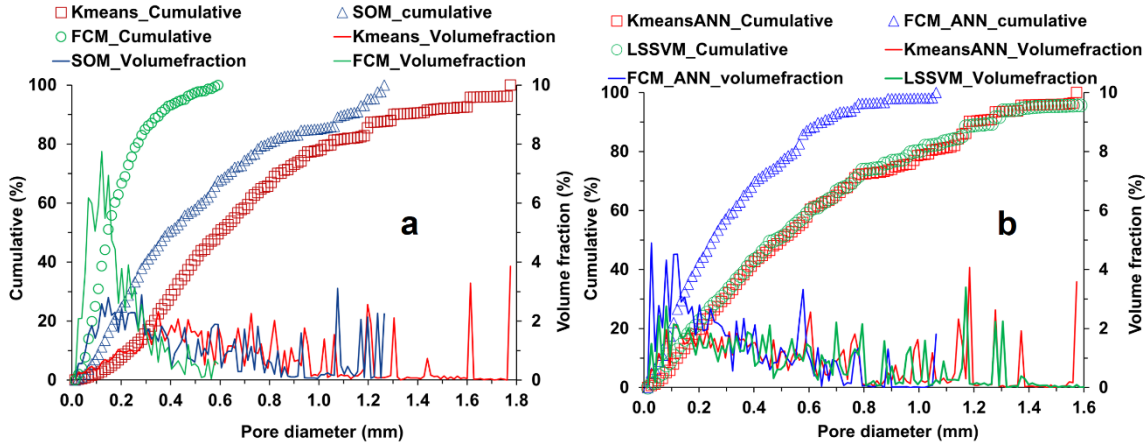 Kmeans_Cumulative SOM_cumulative
FCM_Cumulative Kmeans_Volumefraction
SOM_Volumefraction FCM_Volumefraction
100 10
80 8
60 6
40 4
20 2
0 0
0.0 0.2 0.4 0.6 0.8 1.0 1.2 1.4 1.6 1.8
Cumulative (%)
Volume fraction (%)
Pore diameter (mm)
a
KmeansANN_Cumulative FCM_ANN_cumulative
LSSVM_Cumulative KmeansANN_Volumefraction
FCM_ANN_volumefraction LSSVM_Volumefraction
100 10
80 8
60 6
40 4
20 2
0 0
0.0 0.2 0.4 0.6 0.8 1.0 1.2 1.4 1.6
Cumulative (%)
Volume fraction (%)
Pore diameter (mm)
b